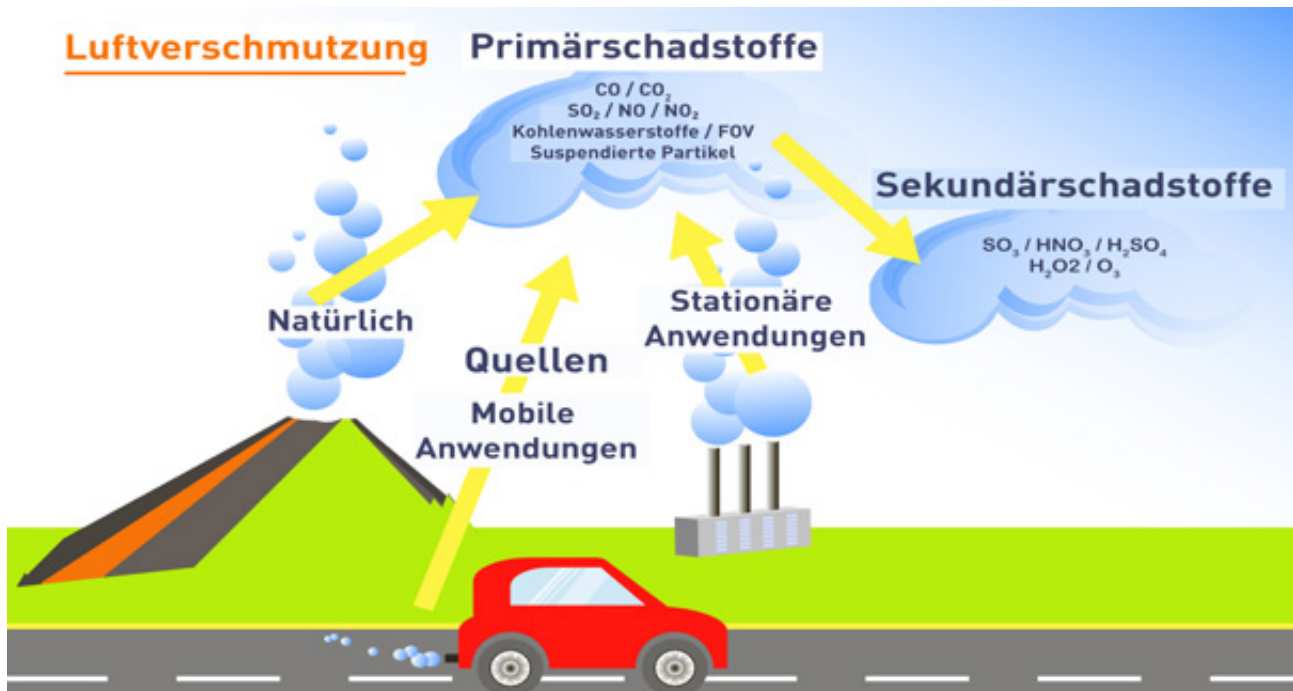 Luftverschmutzung
Primärschadstoffe
CO / CO₂
SO₂ / NO / NO₂
Kohlenwasserstoffe / FOV
Suspendierte Partikel
Sekundärschadstoffe
SO₃ / HNO₃ / H₂SO₄
H₂O2 / O₃
Natürlich
Stationäre
Anwendungen
Quellen
Mobile
Anwendungen